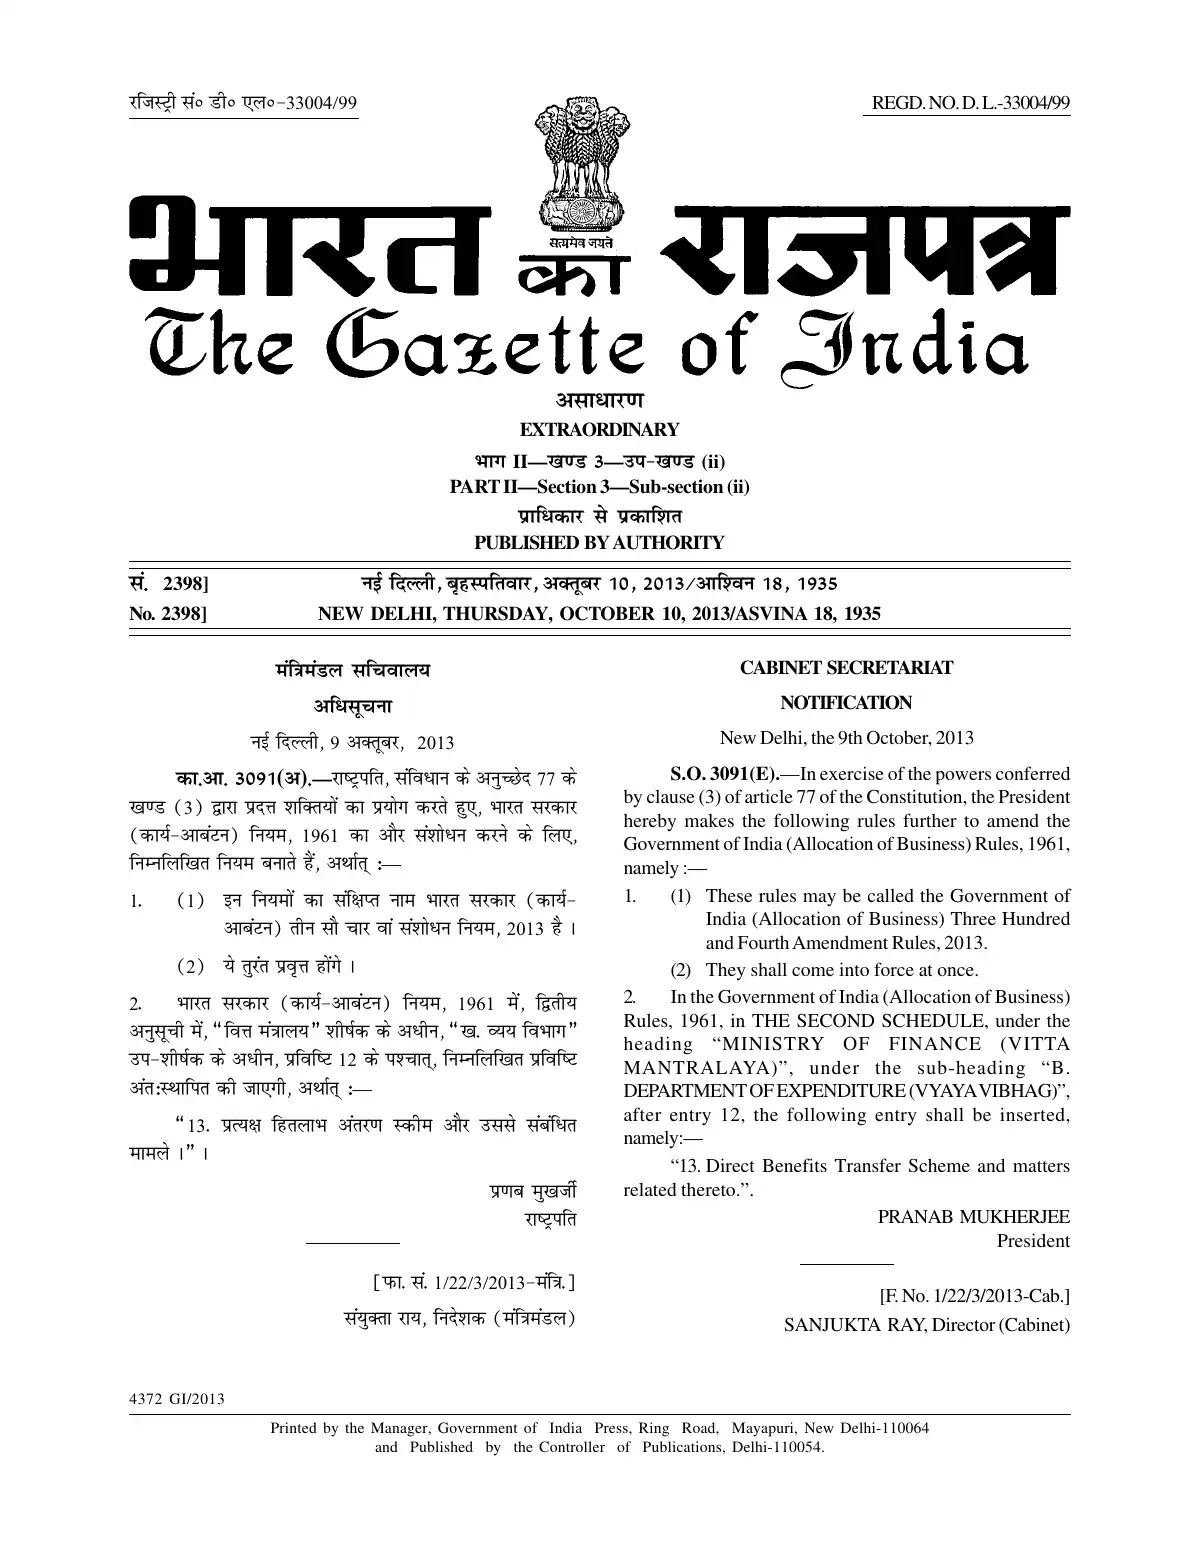 रजिस्ट्री सं० डी० एल०-33004/99
REGD. NO. D. L.-33004/99
सत्यमेव जयते
भारत का राजपत्र
The Gazette of India
असाधारण
EXTRAORDINARY
भाग II—खण्ड 3—उप-खण्ड (ii)
PART II—Section 3—Sub-section (ii)
प्राधिकार से प्रकाशित
PUBLISHED BY AUTHORITY
सं. 2398]
नई दिल्ली, बृहस्पतिवार, अक्तूबर 10, 2013/आश्विन 18, 1935
No. 2398]
NEW DELHI, THURSDAY, OCTOBER 10, 2013/ASVINA 18, 1935
मंत्रिमंडल सचिवालय
अधिसूचना
नई दिल्ली, 9 अक्तूबर, 2013
का.आ. 3091(अ).—राष्ट्रपति, संविधान के अनुच्छेद 77 के
खण्ड (3) द्वारा प्रदत्त शक्तियों का प्रयोग करते हुए, भारत सरकार
(कार्य-आबंटन) नियम, 1961 का और संशोधन करने के लिए,
निम्नलिखित नियम बनाते हैं, अर्थात् :—
1. (1) इन नियमों का संक्षिप्त नाम भारत सरकार (कार्य-
आबंटन) तीन सौ चार वां संशोधन नियम, 2013 है ।
(2) ये तुरंत प्रवृत्त होंगे ।
2. भारत सरकार (कार्य-आबंटन) नियम, 1961 में, द्वितीय
अनुसूची में, “वित्त मंत्रालय” शीर्षक के अधीन, “ख. व्यय विभाग”
उप-शीर्षक के अधीन, प्रविष्टि 12 के पश्चात्, निम्नलिखित प्रविष्टि
अंत:स्थापित की जाएगी, अर्थात् :—
“13. प्रत्यक्ष हितलाभ अंतरण स्कीम और उससे संबंधित
मामले ।” ।
प्रणब मुखर्जी
राष्ट्रपति
[फा. सं. 1/22/3/2013-मंत्रि.]
संयुक्ता राय, निदेशक (मंत्रिमंडल)
CABINET SECRETARIAT
NOTIFICATION
New Delhi, the 9th October, 2013
S.O. 3091(E).—In exercise of the powers conferred
by clause (3) of article 77 of the Constitution, the President
hereby makes the following rules further to amend the
Government of India (Allocation of Business) Rules, 1961,
namely :—
1. (1) These rules may be called the Government of
India (Allocation of Business) Three Hundred
and Fourth Amendment Rules, 2013.
(2) They shall come into force at once.
2. In the Government of India (Allocation of Business)
Rules, 1961, in THE SECOND SCHEDULE, under the
heading “MINISTRY OF FINANCE (VITTA
MANTRALAYA)”, under the sub-heading “B.
DEPARTMENT OF EXPENDITURE (VYAYA VIBHAG)”,
after entry 12, the following entry shall be inserted,
namely:—
“13. Direct Benefits Transfer Scheme and matters
related thereto.”.
PRANAB MUKHERJEE
President
[F. No. 1/22/3/2013-Cab.]
SANJUKTA RAY, Director (Cabinet)
4372 GI/2013
Printed by the Manager, Government of India Press, Ring Road, Mayapuri, New Delhi-110064
and Published by the Controller of Publications, Delhi-110054.